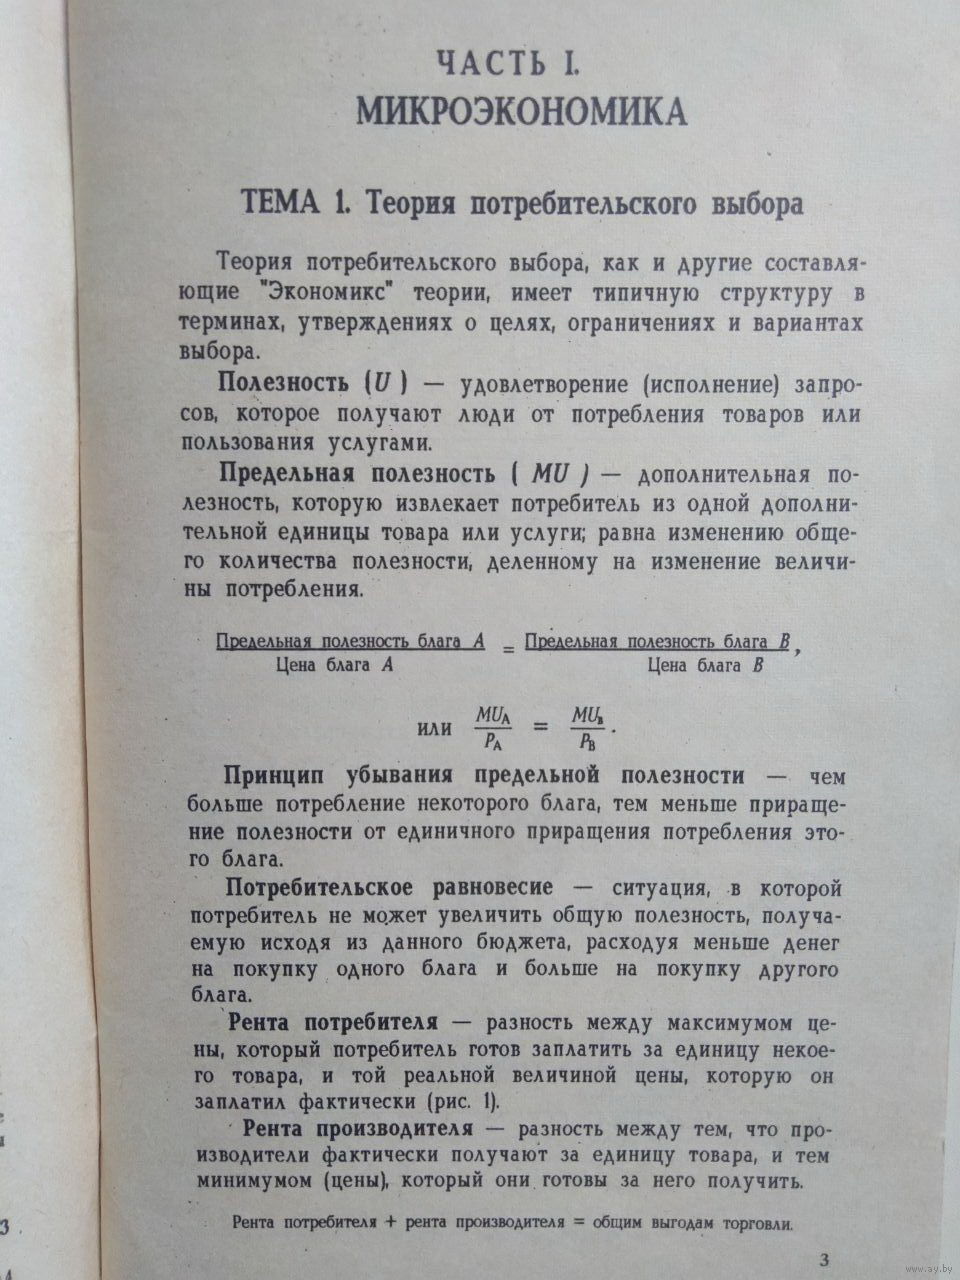 ЧАСТЬ I.
МИКРОЭКОНОМИКА
ТЕМА 1. Теория потребительского выбора
Теория потребительского выбора, как и другие составля-
ющие "Экономикс" теории, имеет типичную структуру в
терминах, утверждениях о целях, ограничениях и вариантах
выбора.
Полезность (U) — удовлетворение (исполнение) запро-
сов, которое получают люди от потребления товаров или
пользования услугами.
Предельная полезность ( MU ) — дополнительная по-
лезность, которую извлекает потребитель из одной дополни-
тельной единицы товара или услуги; равна изменению обще-
го количества полезности, деленному на изменение величи-
ны потребления.
Предельная полезность блага A = Предельная полезность блага B,
Цена блага A Цена блага B
или MU_A / P_A = MU_B / P_B .
Принцип убывания предельной полезности — чем
больше потребление некоторого блага, тем меньше прираще-
ние полезности от единичного приращения потребления это-
го блага.
Потребительское равновесие — ситуация, в которой
потребитель не может увеличить общую полезность, получа-
емую исходя из данного бюджета, расходуя меньше денег
на покупку одного блага и больше на покупку другого
блага.
Рента потребителя — разность между максимумом це-
ны, который потребитель готов заплатить за единицу некое-
го товара, и той реальной величиной цены, которую он
заплатил фактически (рис. 1).
Рента производителя — разность между тем, что про-
изводители фактически получают за единицу товара, и тем
минимумом (цены), который они готовы за него получить.
Рента потребителя + рента производителя = общим выгодам торговли.
3
www.ay.by